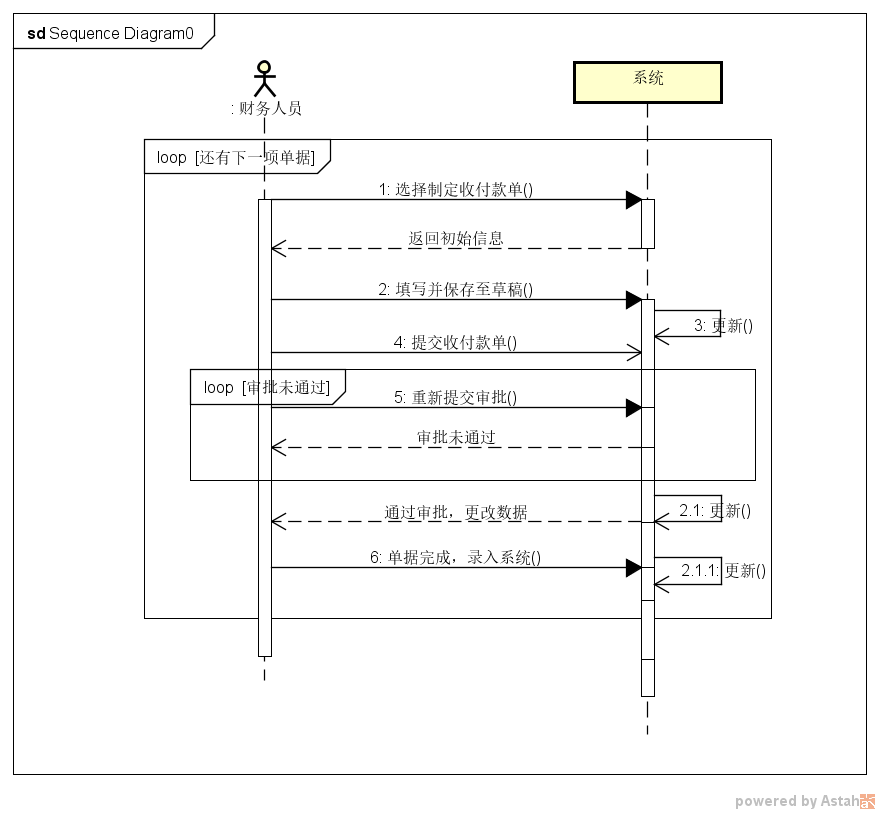 sd Sequence Diagram0
: 财务人员
系统
loop [还有下一项单据]
1: 选择制定收付款单()
返回初始信息
2: 填写并保存至草稿()
3: 更新()
4: 提交收付款单()
loop [审批未通过]
5: 重新提交审批()
审批未通过
通过审批，更改数据
2.1: 更新()
6: 单据完成，录入系统()
2.1.1: 更新()
powered by Astah